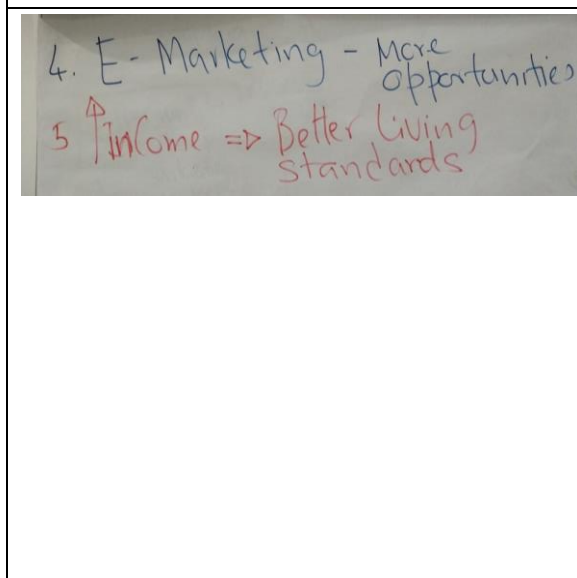 4. E- Marketing - More
opportunities
5 ↑Income => Better Living
standards